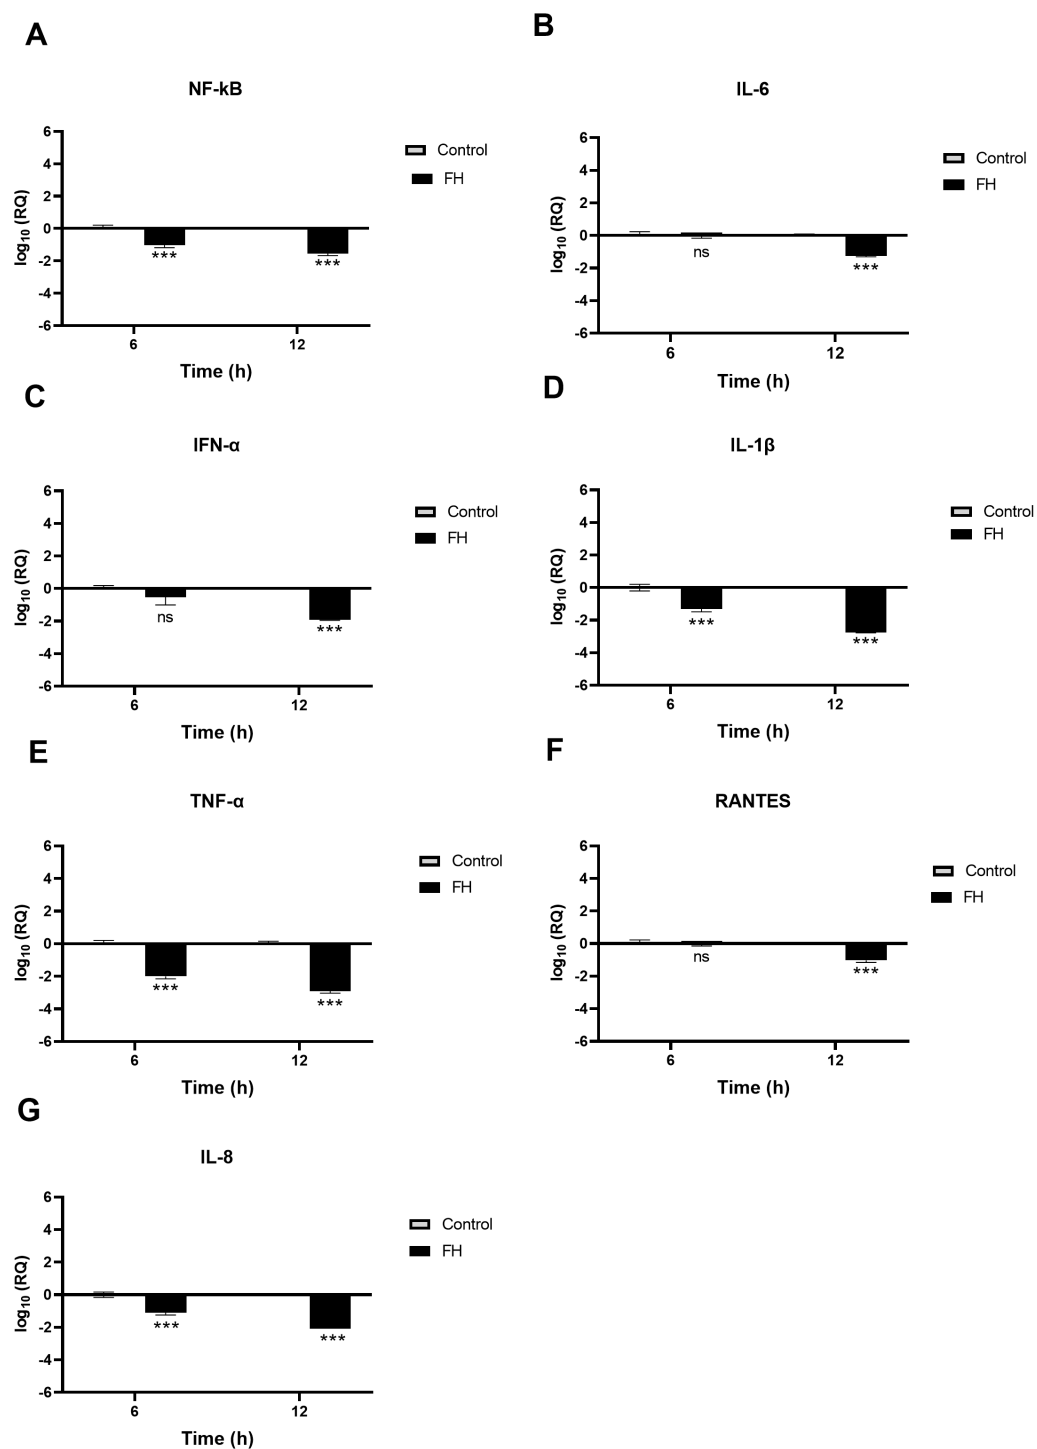 A
NF-kB
6
4
2
0
-2
-4
-6
log10 (RQ)
***
***
6
12
Time (h)
Control
FH
B
IL-6
6
4
2
0
-2
-4
-6
log10 (RQ)
ns
***
6
12
Time (h)
Control
FH
C
IFN-α
6
4
2
0
-2
-4
-6
log10 (RQ)
ns
***
6
12
Time (h)
Control
FH
D
IL-1β
6
4
2
0
-2
-4
-6
log10 (RQ)
***
***
6
12
Time (h)
Control
FH
E
TNF-α
6
4
2
0
-2
-4
-6
log10 (RQ)
***
***
6
12
Time (h)
Control
FH
F
RANTES
6
4
2
0
-2
-4
-6
log10 (RQ)
ns
***
6
12
Time (h)
Control
FH
G
IL-8
6
4
2
0
-2
-4
-6
log10 (RQ)
***
***
6
12
Time (h)
Control
FH